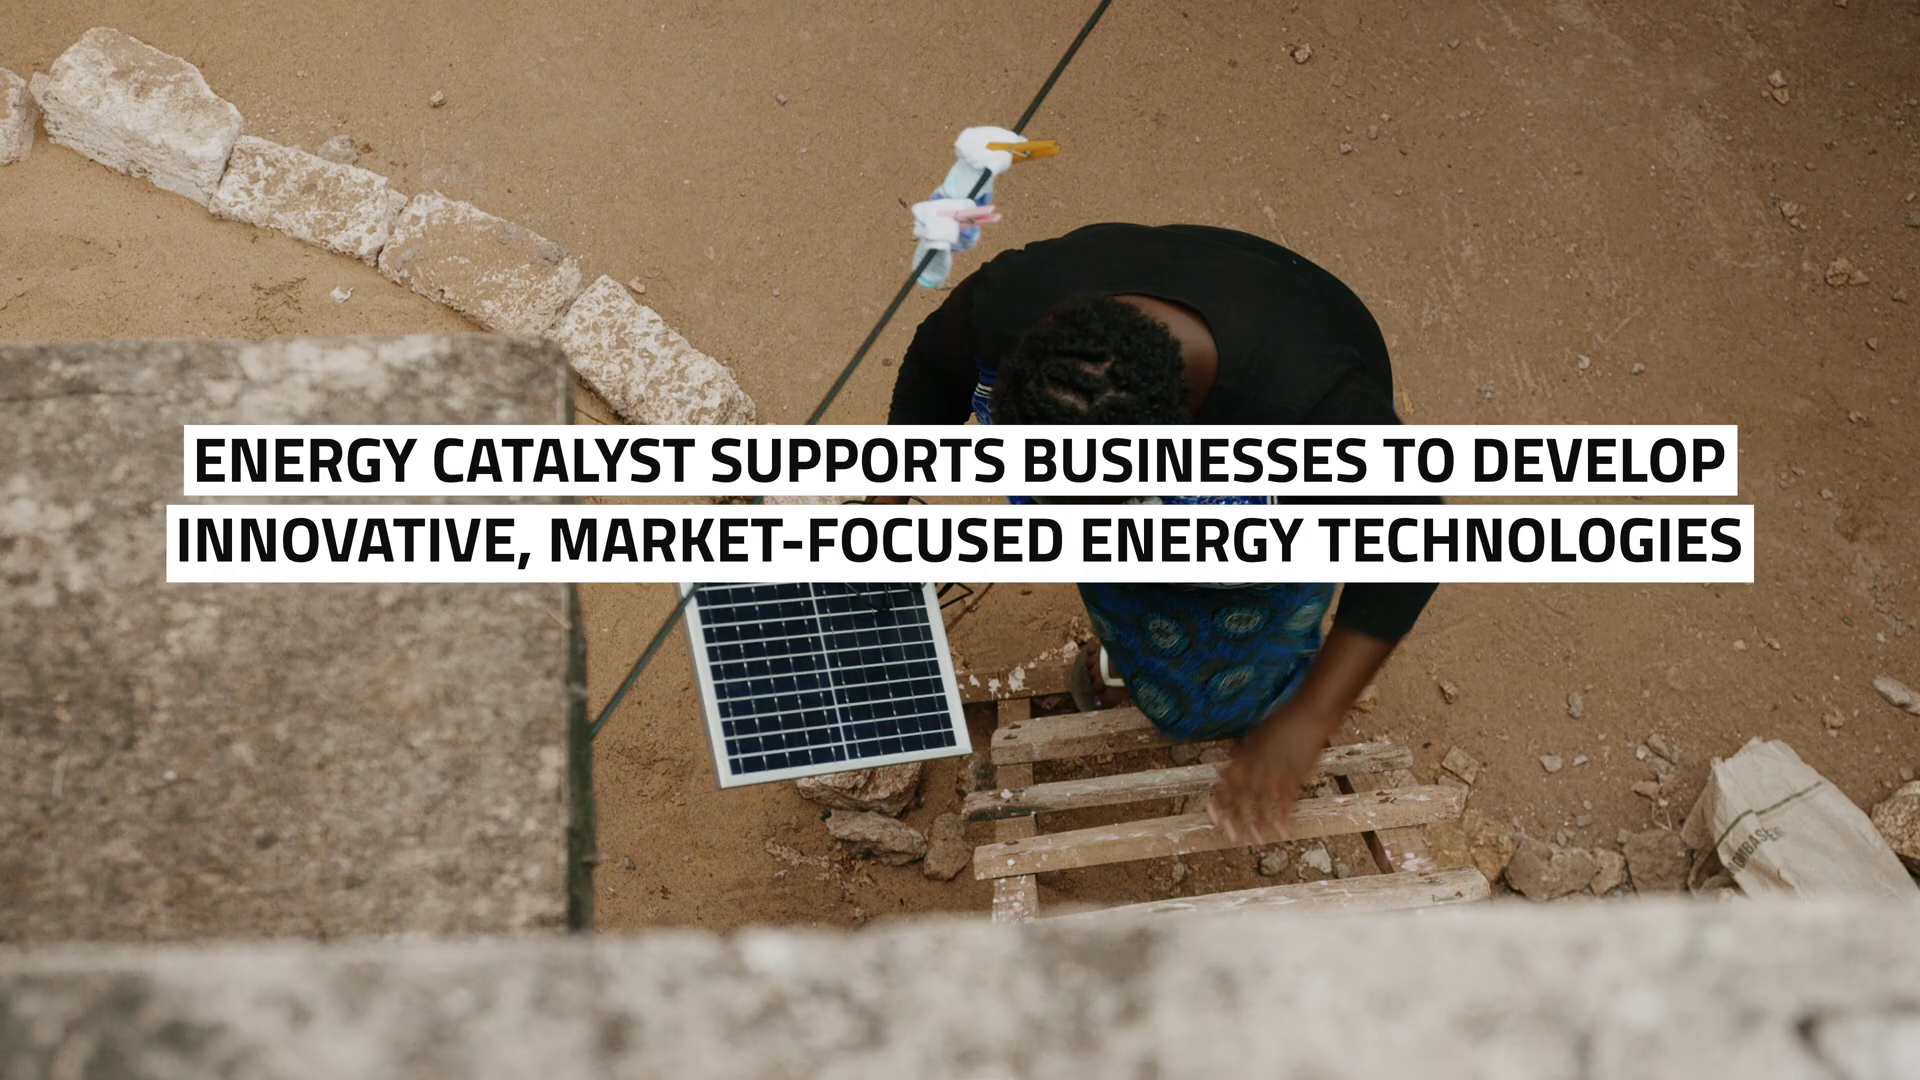 ENERGY CATALYST SUPPORTS BUSINESSES TO DEVELOP
INNOVATIVE, MARKET-FOCUSED ENERGY TECHNOLOGIES